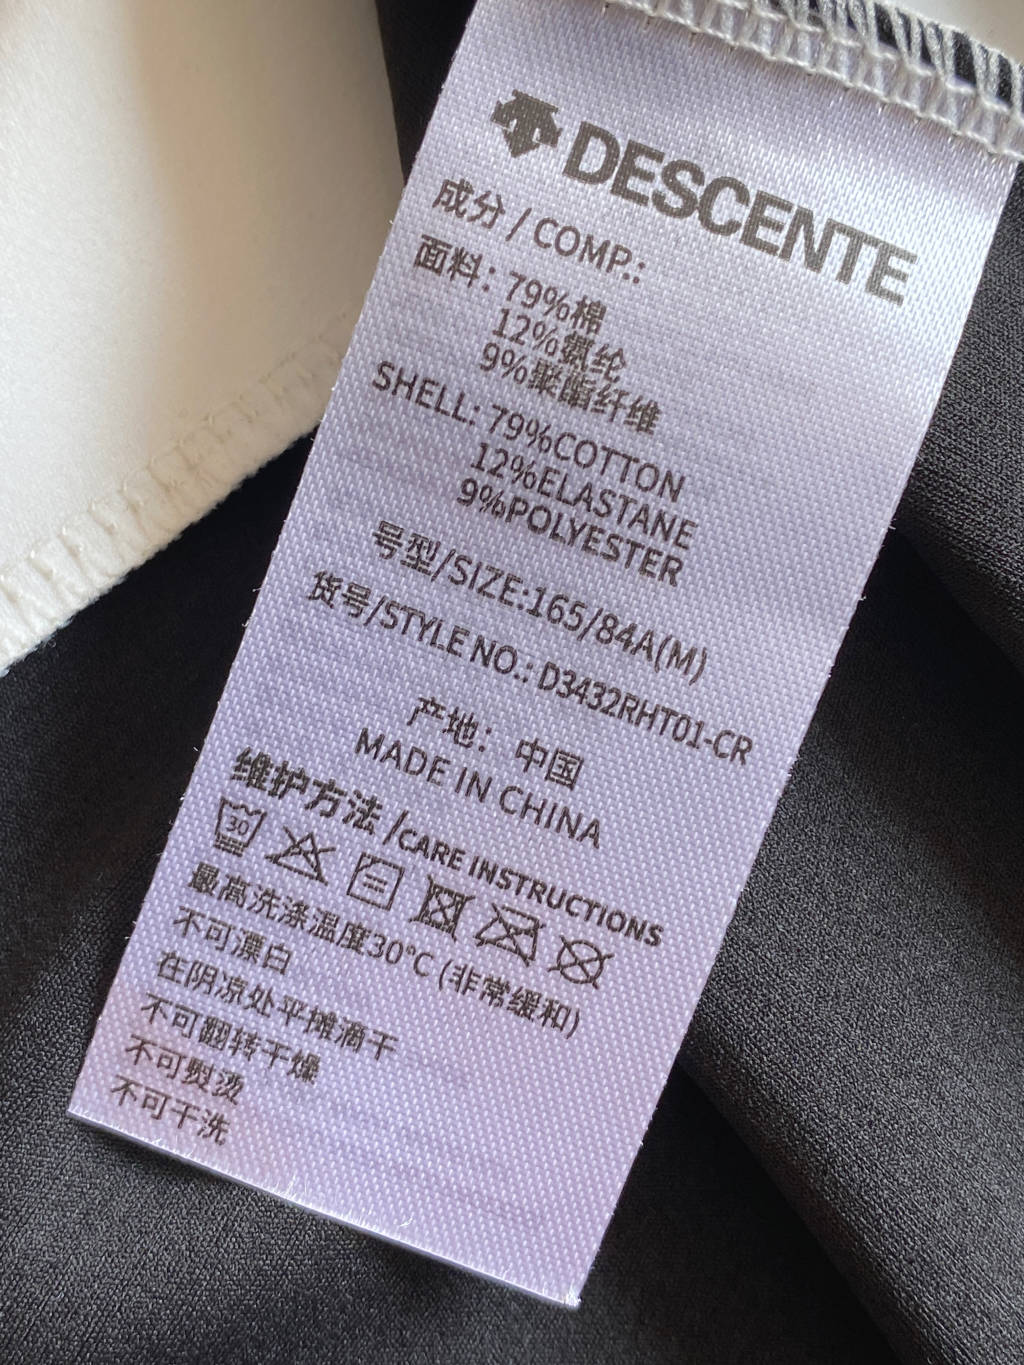 DESCENTE
成分 / COMP.:
面料：79%棉
12%氨纶
9%聚酯纤维
SHELL: 79%COTTON
12%ELASTANE
9%POLYESTER
号型/SIZE:165/84A(M)
货号/STYLE NO.: D3432RHT01-CR
产地：中国
MADE IN CHINA
维护方法 /CARE INSTRUCTIONS
30
最高洗涤温度30℃ (非常缓和)
不可漂白
在阴凉处平摊滴干
不可翻转干燥
不可熨烫
不可干洗